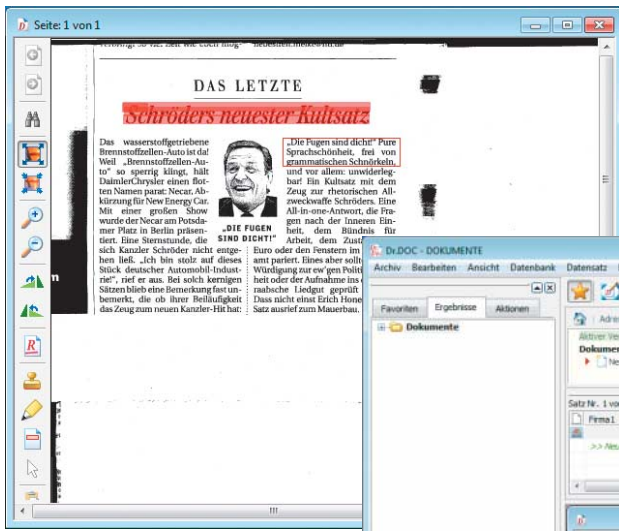 Seite: 1 von 1
DAS LETZTE
Schröders neuester Kultsatz
Das wasserstoffgetriebene
Brennstoffzellen-Auto ist da!
Weil „Brennstoffzellen-Au-
to" so sperrig klingt, hält
DaimlerChrysler einen flot-
ten Namen parat: Necar, Ab-
kürzung für New Energy Car.
Mit einer großen Show
wurde der Necar am Potsda-
mer Platz in Berlin präsen-
tiert. Eine Sternstunde, die
sich Kanzler Schröder nicht entge-
hen ließ. „Ich bin stolz auf dieses
Stück deutscher Automobil-Indust-
rie!", rief er aus. Bei solch kernigen
Sätzen blieb eine Bemerkung fast un-
bemerkt, die ob ihrer Beiläufigkeit
das Zeug zum neuen Kanzler-Hit hat:
„DIE FUGEN
SIND DICHT!"
„Die Fugen sind dicht!" Pure
Sprachschönheit, frei von
grammatischen Schnörkeln,
und vor allem: unwiderleg-
bar! Ein Kultsatz mit dem
Zeug zur rhetorischen All-
zweckwaffe Schröders. Eine
All-in-one-Antwort, die Fra-
gen nach der Inneren Ein-
heit, dem Bündnis für
Arbeit, dem
Euro oder den Fenstern im
amt pariert. Eines aber sollte
Würdigung zur ew'gen
heit oder der Aufnahme ins
raabsche Liedgut geprüft
Dass nicht einst Erich
Satz ausrief zum Mauerbau.
Dr.DOC - DOKUMENTE
Archiv Bearbeiten Ansicht Datenbank Datensatz
Favoriten Ergebnisse Aktionen
Dokumente
Aktiver
Satz Nr. 1
Firma1